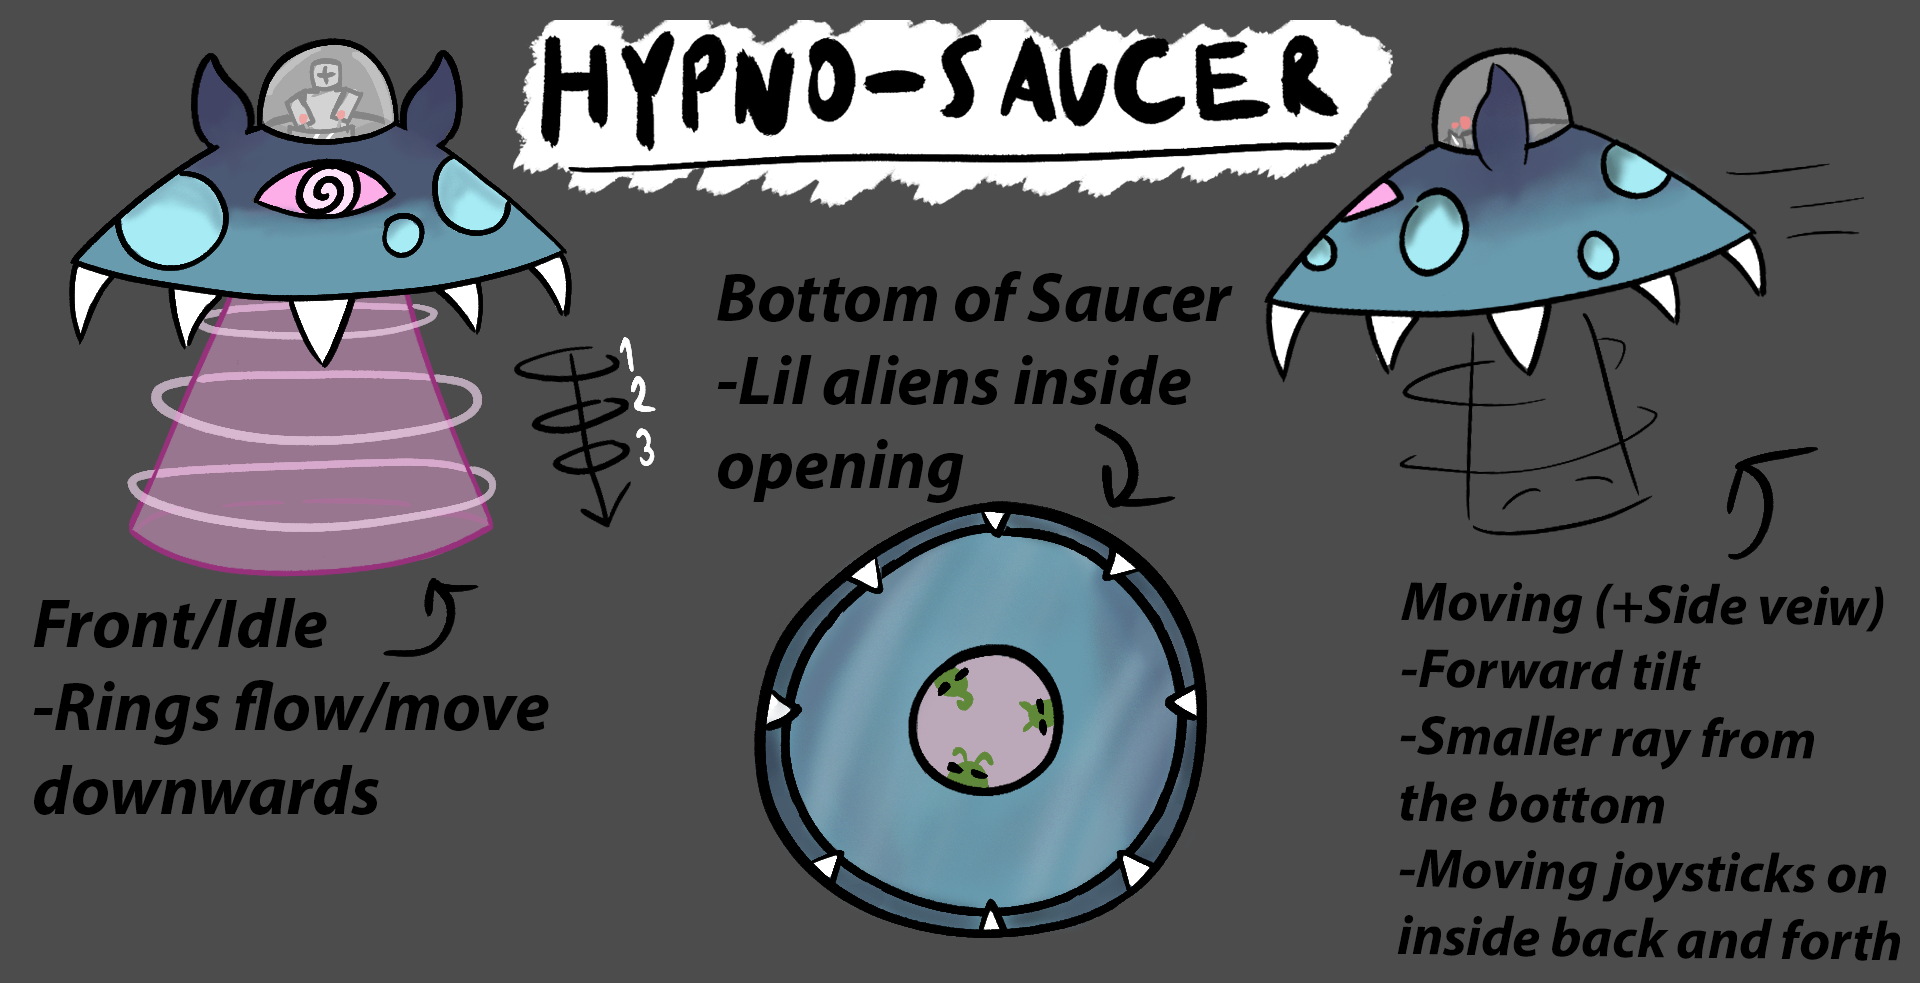 HYPNO-SAUCER
1
2
3
Front/Idle
-Rings flow/move
downwards
Bottom of Saucer
-Lil aliens inside
opening
Moving (+Side veiw)
-Forward tilt
-Smaller ray from
the bottom
-Moving joysticks on
inside back and forth